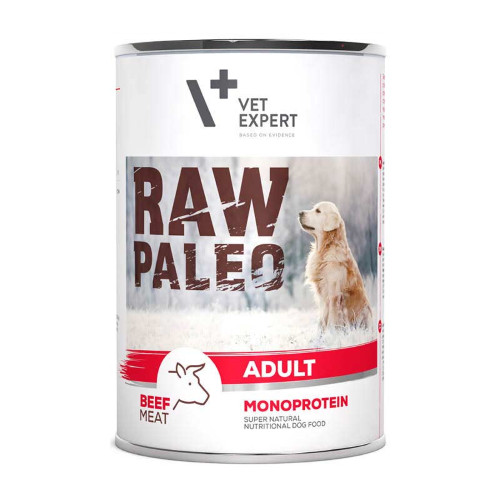 VET
EXPERT
BASED ON EVIDENCE
RAW
PALEO
ADULT
BEEF
MEAT
MONOPROTEIN
SUPER NATURAL
NUTRITIONAL DOG FOOD